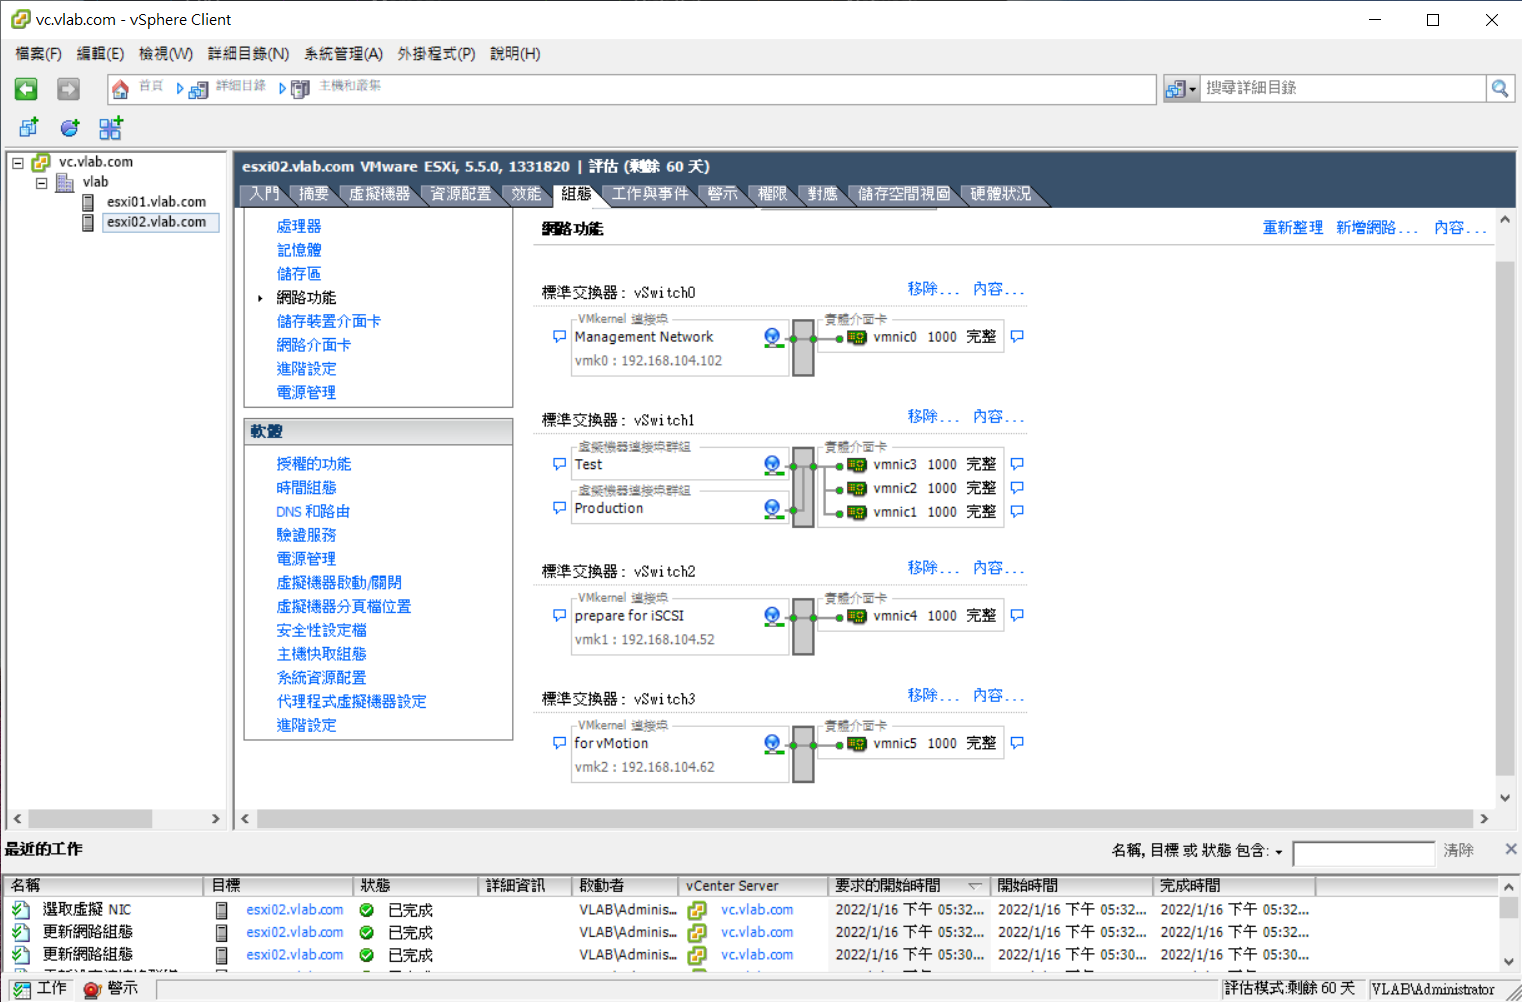 vc.vlab.com - vSphere Client
檔案(F) 編輯(E) 檢視(W) 詳細目錄(N) 系統管理(A) 外掛程式(P) 說明(H)
首頁 詳細目錄 主機和叢集 搜尋詳細目錄
vc.vlab.com
vlab
esxi01.vlab.com
esxi02.vlab.com
esxi02.vlab.com VMware ESXi, 5.5.0, 1331820 | 評估 (剩餘 60 天)
入門 摘要 虛擬機器 資源配置 效能 組態 工作與事件 警示 權限 對應 儲存空間視圖 硬體狀況
處理器
記憶體
儲存區
網路功能
儲存裝置介面卡
網路介面卡
進階設定
電源管理
軟體
授權的功能
時間組態
DNS 和路由
驗證服務
電源管理
虛擬機器啟動/關閉
虛擬機器分頁檔位置
安全性設定檔
主機快取組態
系統資源配置
代理程式虛擬機器設定
進階設定
網路功能 重新整理 新增網路... 內容...
標準交換器: vSwitch0 移除... 內容...
VMkernel 連接埠 實體介面卡
Management Network vmnic0 1000 完整
vmk0 : 192.168.104.102
標準交換器: vSwitch1 移除... 內容...
虛擬機器連接埠群組 實體介面卡
Test vmnic3 1000 完整
虛擬機器連接埠群組 vmnic2 1000 完整
Production vmnic1 1000 完整
標準交換器: vSwitch2 移除... 內容...
VMkernel 連接埠 實體介面卡
prepare for iSCSI vmnic4 1000 完整
vmk1 : 192.168.104.52
標準交換器: vSwitch3 移除... 內容...
VMkernel 連接埠 實體介面卡
for vMotion vmnic5 1000 完整
vmk2 : 192.168.104.62
最近的工作 名稱, 目標 或 狀態 包含: 清除
名稱 目標 狀態 詳細資訊 啟動者 vCenter Server 要求的開始時間 開始時間 完成時間
選取虛擬 NIC esxi02.vlab.com 已完成 VLAB\Adminis... vc.vlab.com 2022/1/16 下午 05:32... 2022/1/16 下午 05:32... 2022/1/16 下午 05:32...
更新網路組態 esxi02.vlab.com 已完成 VLAB\Adminis... vc.vlab.com 2022/1/16 下午 05:32... 2022/1/16 下午 05:32... 2022/1/16 下午 05:32...
更新網路組態 esxi02.vlab.com 已完成 VLAB\Adminis... vc.vlab.com 2022/1/16 下午 05:30... 2022/1/16 下午 05:30... 2022/1/16 下午 05:30...
工作 警示 評估模式:剩餘 60 天 VLAB\Administrator